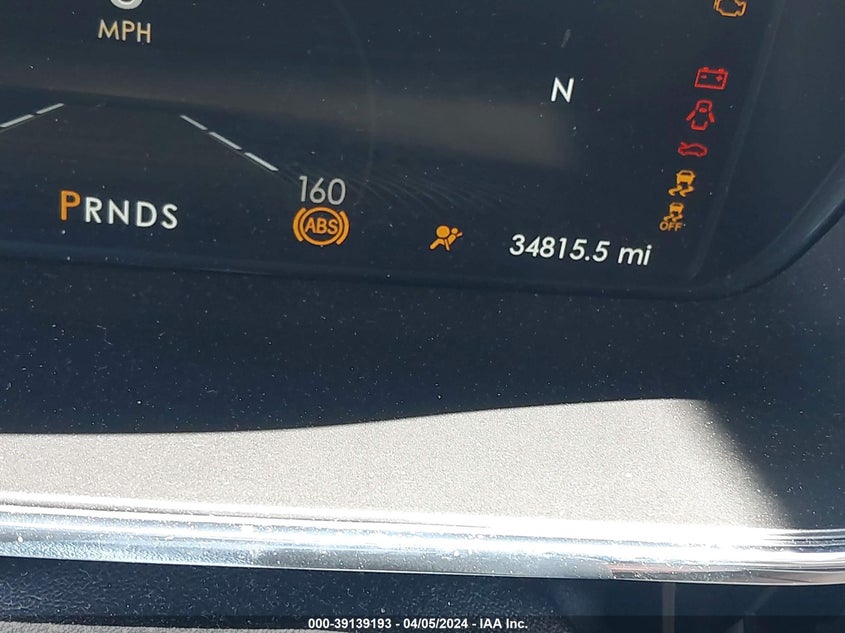 MPH
N
160
PRNDS
ABS
OFF
34815.5 mi
000-39139193 - 04/05/2024 - IAA Inc.